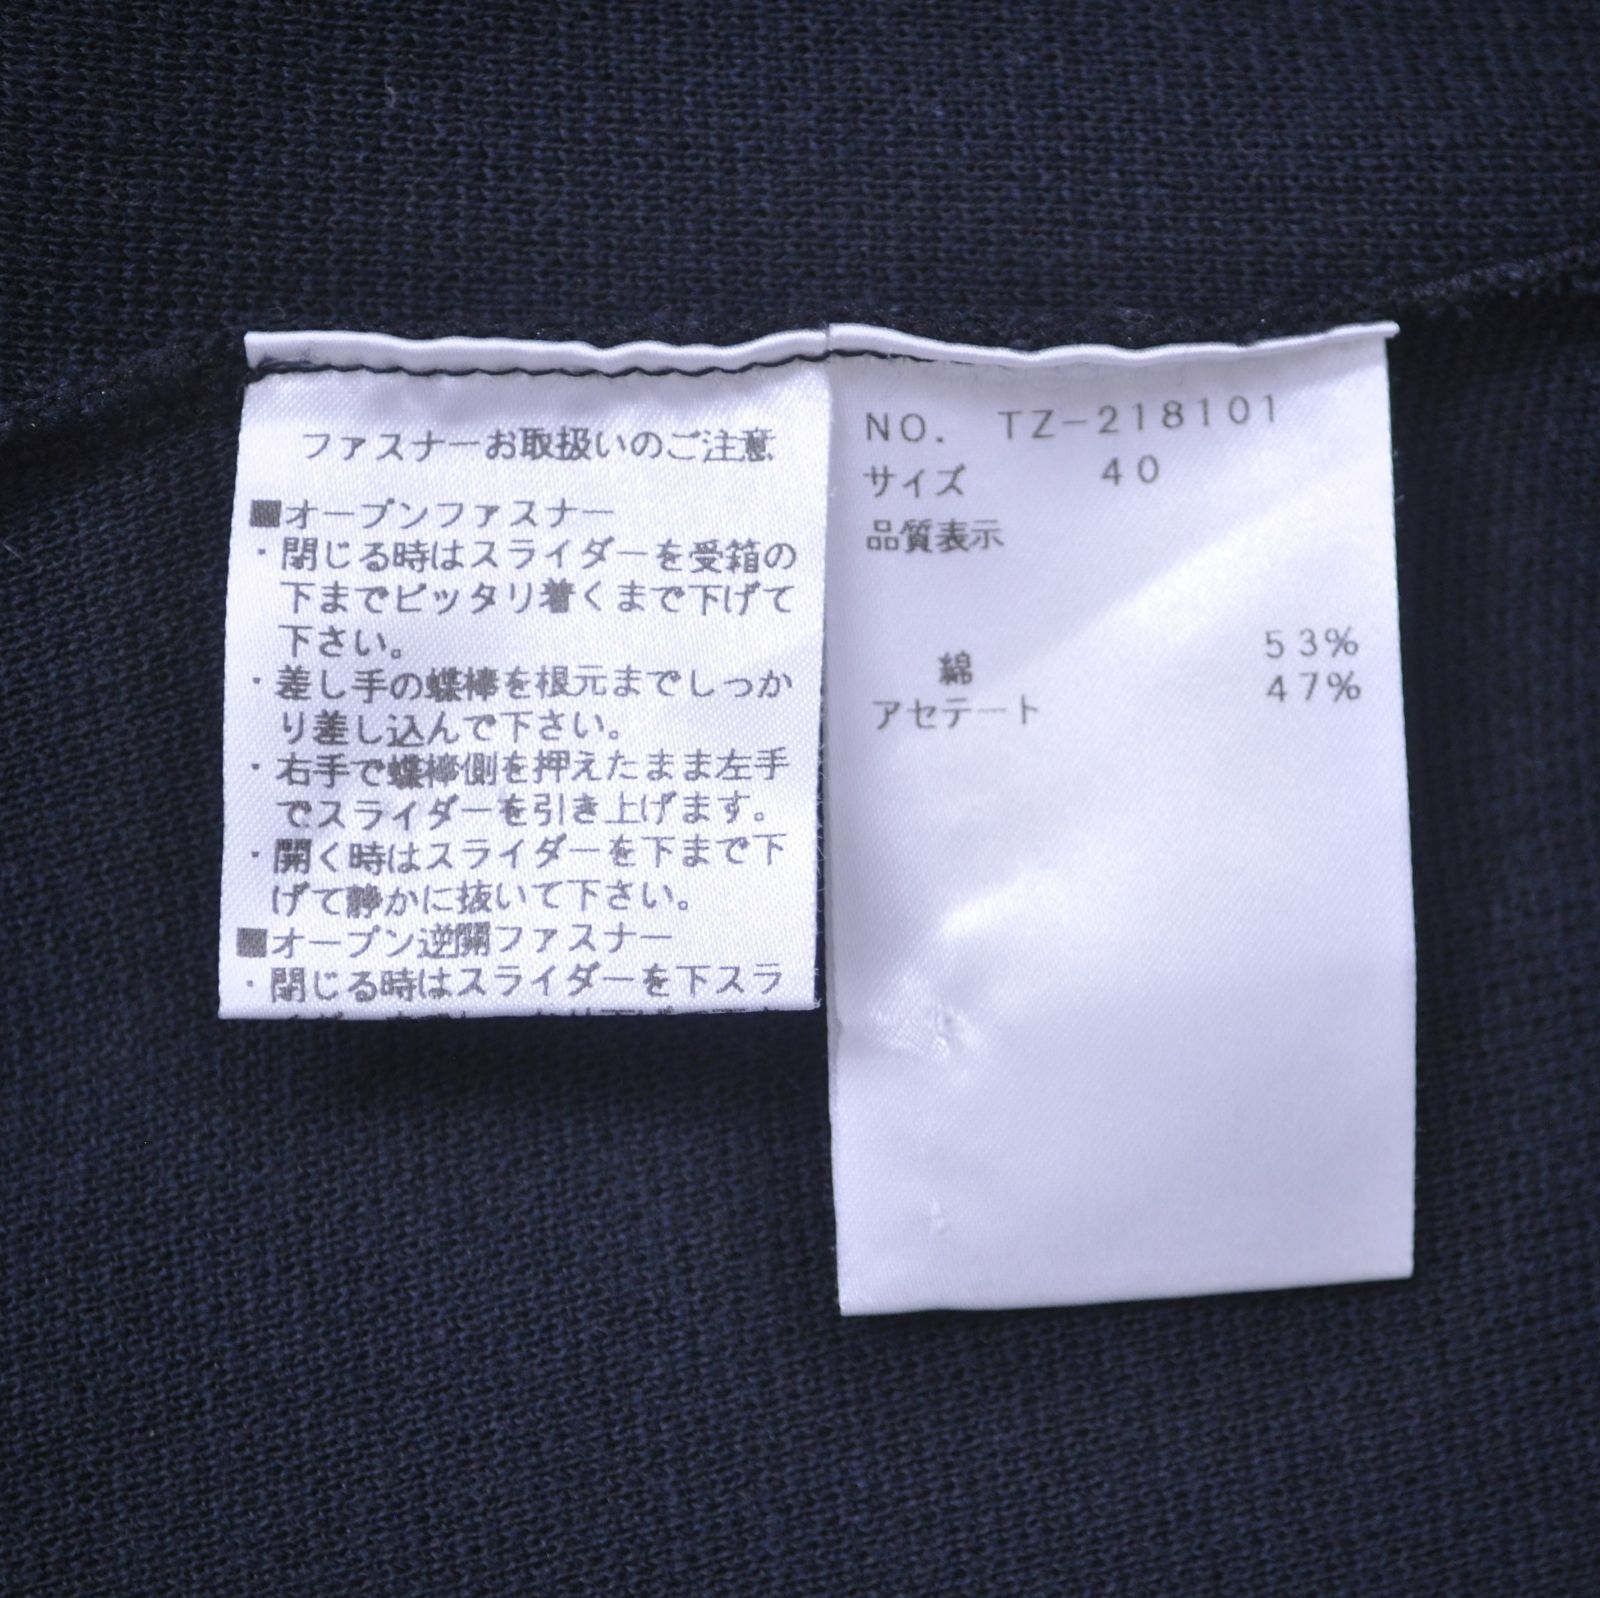 ファスナーお取扱いのご注意
■オープンファスナー
・閉じる時はスライダーを受箱の
下までピッタリ着くまで下げて
下さい。
・差し手の蝶棒を根元までしっか
り差し込んで下さい。
・右手で蝶棒側を押えたまま左手
でスライダーを引き上げます。
・開く時はスライダーを下まで下
げて静かに抜いて下さい。
■オープン逆開ファスナー
・閉じる時はスライダーを下スラ
NO. TZ-218101
サイズ 40
品質表示
綿 53%
アセテート 47%